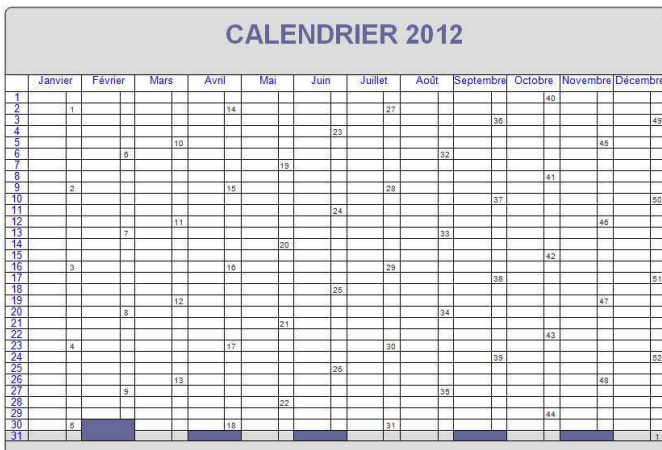 CALENDRIER 2012
Janvier Février Mars Avril Mai Juin Juillet Août Septembre Octobre Novembre Décembre
1 40
2 1 14 27
3 36 49
4 23
5 10 45
6 6 32
7 19
8 41
9 2 15 28
10 37 50
11 24
12 11 46
13 7 33
14 20
15 42
16 3 16 29
17 38 51
18 25
19 12 47
20 8 34
21 21
22 43
23 4 17 30
24 39 52
25 26
26 13 48
27 9 35
28 22
29 44
30 5 18 31
31 1